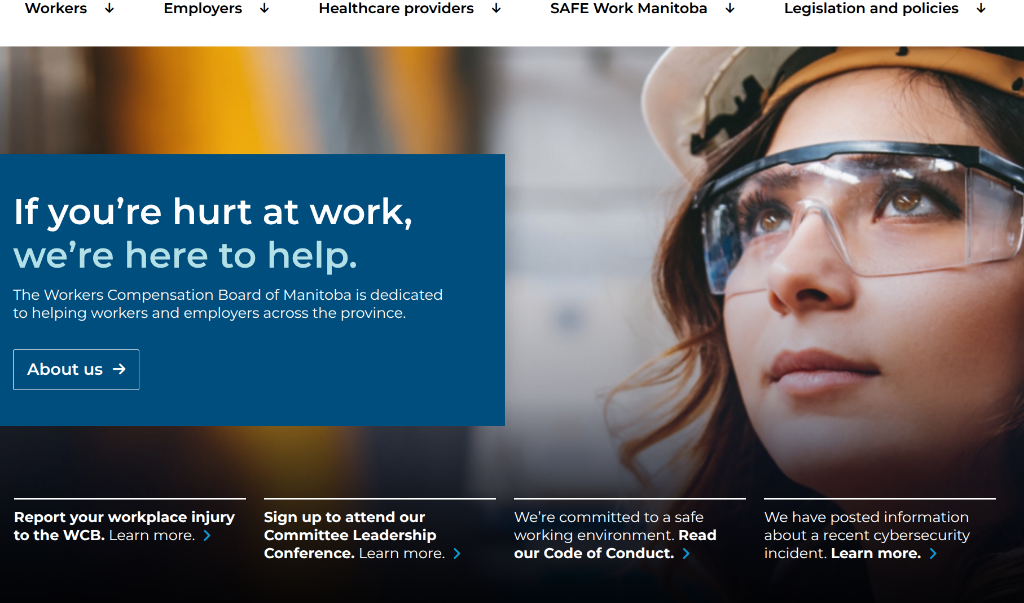 Workers
Employers
Healthcare providers
SAFE Work Manitoba
Legislation and policies
If you're hurt at work,
we're here to help.
The Workers Compensation Board of Manitoba is dedicated
to helping workers and employers across the province.
About us
Report your workplace injury
to the WCB. Learn more.
Sign up to attend our
Committee Leadership
Conference. Learn more.
We're committed to a safe
working environment. Read
our Code of Conduct.
We have posted information
about a recent cybersecurity
incident. Learn more.